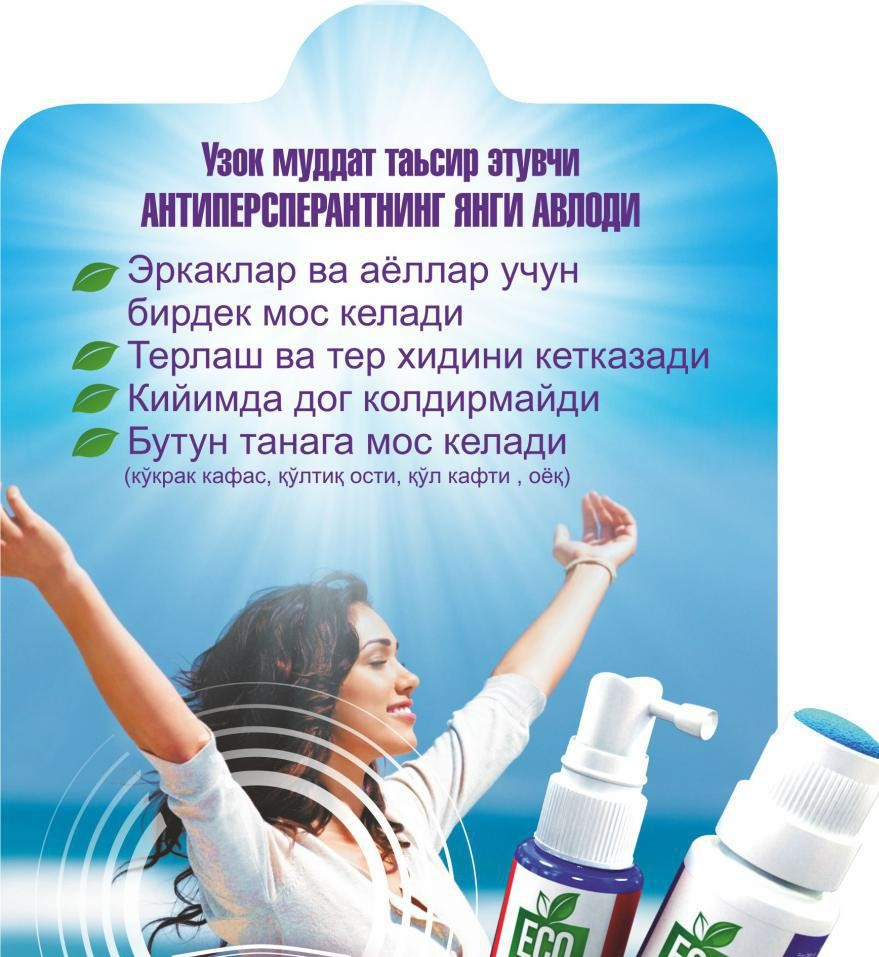 Узок муддат таьсир этувчи
АНТИПЕРСПЕРАНТНИНГ ЯНГИ АВЛОДИ
Эркаклар ва аёллар учун
бирдек мос келади
Терлаш ва тер хидини кетказади
Кийимда дог колдирмайди
Бутун танага мос келади
(кўкрак кафас, қўлтиқ ости, қўл кафти , оёқ)
ECO